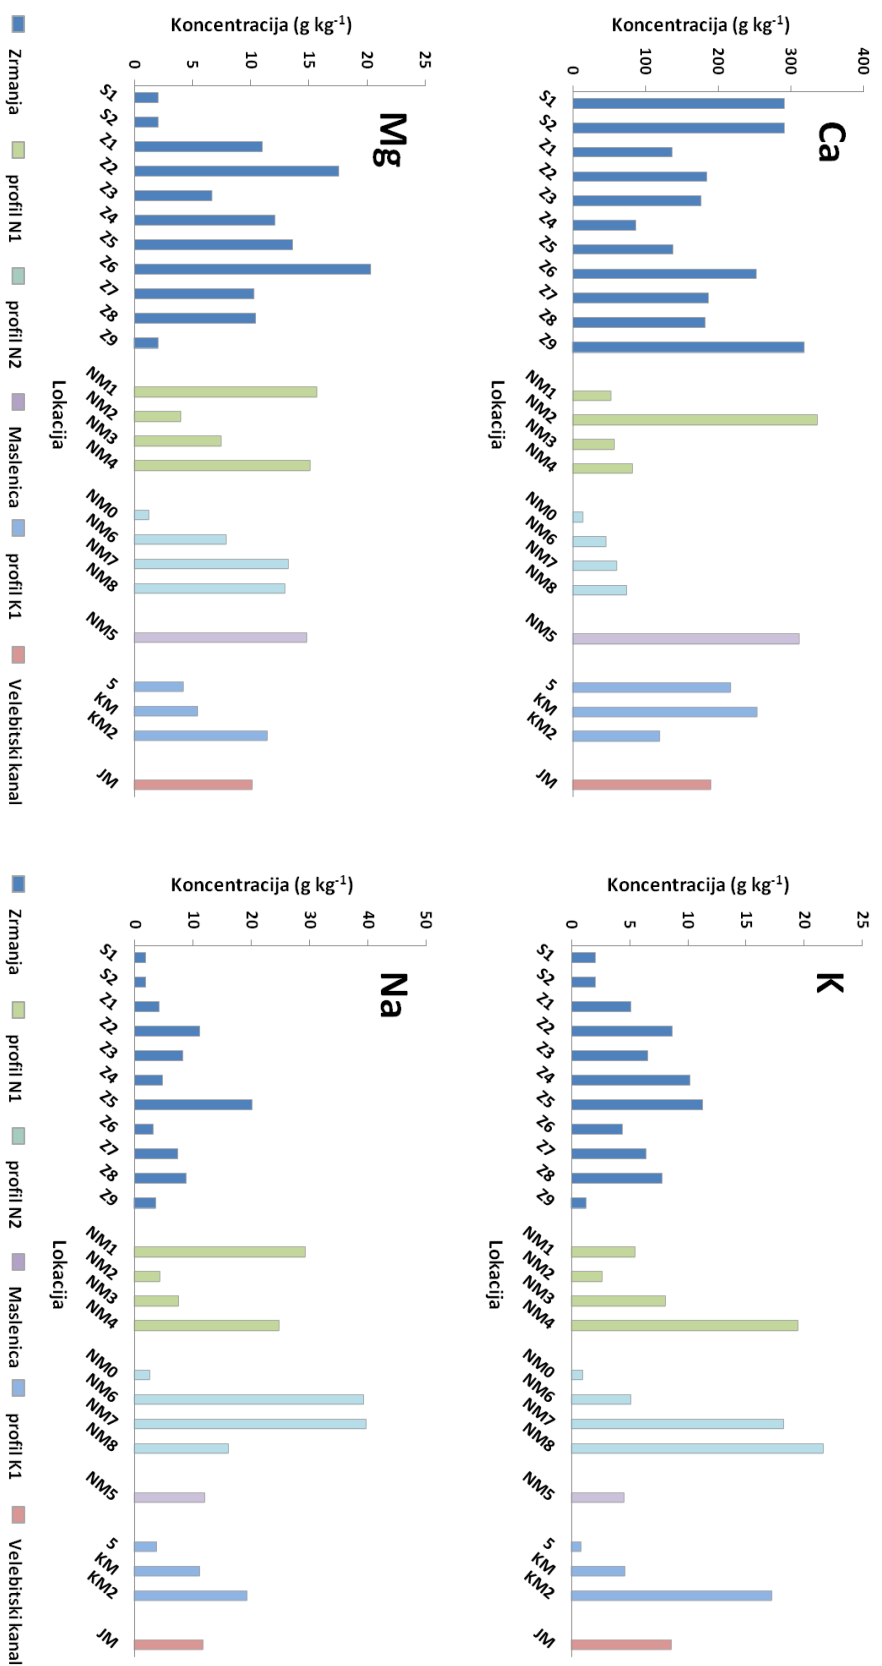 Ca
Koncentracija (g kg-1)
400
300
200
100
0
S1 S2 Z1 Z2 Z3 Z4 Z5 Z6 Z7 Z8 Z9 NM1 NM2 NM3 NM4 NM0 NM6 NM7 NM8 NM5 5 KM KM2 JM
Lokacija
K
Koncentracija (g kg-1)
25
20
15
10
5
0
S1 S2 Z1 Z2 Z3 Z4 Z5 Z6 Z7 Z8 Z9 NM1 NM2 NM3 NM4 NM0 NM6 NM7 NM8 NM5 5 KM KM2 JM
Lokacija
Mg
Koncentracija (g kg-1)
25
20
15
10
5
0
S1 S2 Z1 Z2 Z3 Z4 Z5 Z6 Z7 Z8 Z9 NM1 NM2 NM3 NM4 NM0 NM6 NM7 NM8 NM5 5 KM KM2 JM
Lokacija
Zrmanja profil N1 profil N2 Maslenica profil K1 Velebitski kanal
Na
Koncentracija (g kg-1)
50
40
30
20
10
0
S1 S2 Z1 Z2 Z3 Z4 Z5 Z6 Z7 Z8 Z9 NM1 NM2 NM3 NM4 NM0 NM6 NM7 NM8 NM5 5 KM KM2 JM
Lokacija
Zrmanja profil N1 profil N2 Maslenica profil K1 Velebitski kanal